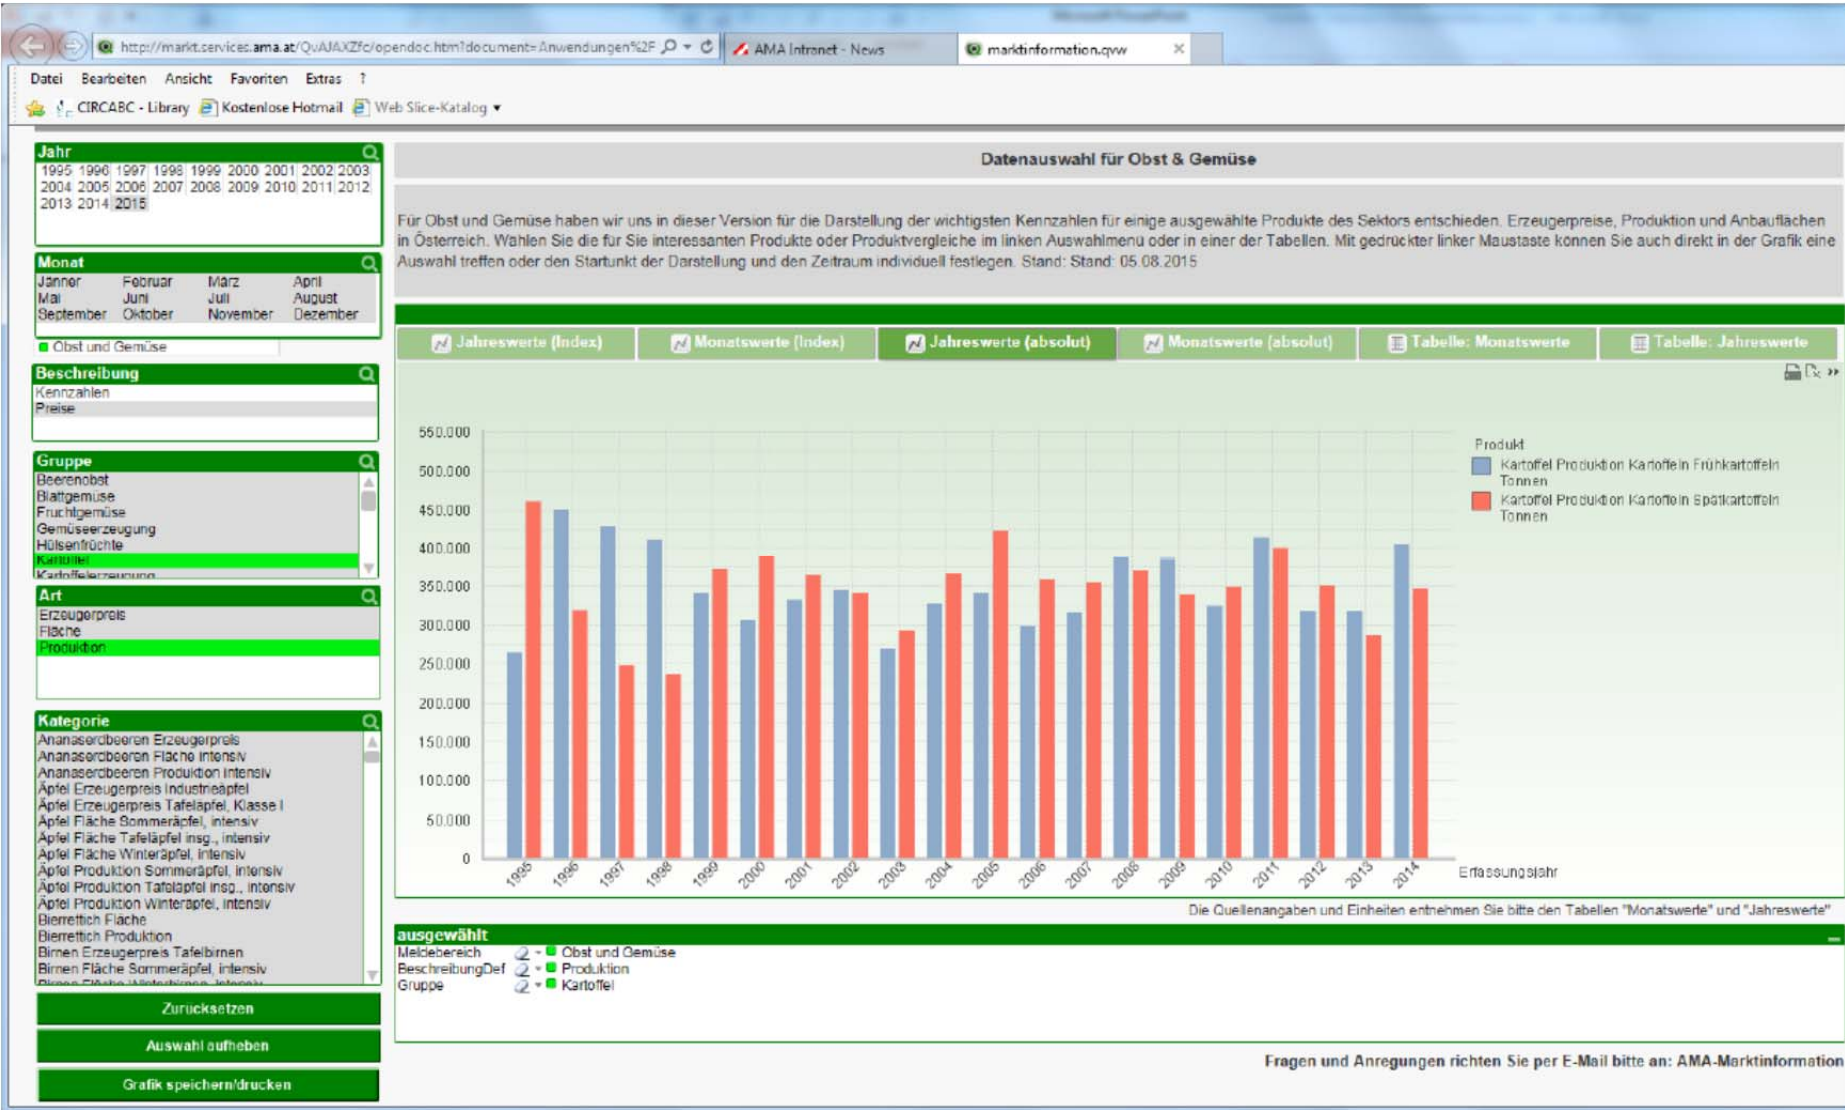 http://markt.services.ama.at/QvAJAXZfc/opendoc.htm?document=Anwendungen%2F
AMA Intranet - News
marktinformation.qvw
Datei Bearbeiten Ansicht Favoriten Extras ?
CIRCABC - Library Kostenlose Hotmail Web Slice-Katalog
Jahr
1995 1996 1997 1998 1999 2000 2001 2002 2003
2004 2005 2006 2007 2008 2009 2010 2011 2012
2013 2014 2015
Monat
Jänner Februar März April
Mai Juni Juli August
September Oktober November Dezember
Obst und Gemüse
Beschreibung
Kennzahlen
Preise
Gruppe
Beerenobst
Blattgemüse
Fruchtgemüse
Gemüseerzeugung
Hülsenfrüchte
Kartoffel
Kartoffelerzeugung
Art
Erzeugerpreis
Fläche
Produktion
Kategorie
Ananaserdbeeren Erzeugerpreis
Ananaserdbeeren Fläche intensiv
Ananaserdbeeren Produktion intensiv
Äpfel Erzeugerpreis Industrieäpfel
Äpfel Erzeugerpreis Tafeläpfel, Klasse I
Äpfel Fläche Sommeräpfel, intensiv
Äpfel Fläche Tafeläpfel insg., intensiv
Äpfel Fläche Winteräpfel, intensiv
Äpfel Produktion Sommeräpfel, intensiv
Äpfel Produktion Tafeläpfel insg., intensiv
Äpfel Produktion Winteräpfel, intensiv
Bierrettich Fläche
Bierrettich Produktion
Birnen Erzeugerpreis Tafelbirnen
Birnen Fläche Sommeräpfel, intensiv
Birnen Fläche Winterbirnen, intensiv
Zurücksetzen
Auswahl aufheben
Grafik speichern/drucken
Datenauswahl für Obst & Gemüse
Für Obst und Gemüse haben wir uns in dieser Version für die Darstellung der wichtigsten Kennzahlen für einige ausgewählte Produkte des Sektors entschieden. Erzeugerpreise, Produktion und Anbauflächen
in Österreich. Wählen Sie die für Sie interessanten Produkte oder Produktvergleiche im linken Auswahlmenü oder in einer der Tabellen. Mit gedrückter linker Maustaste können Sie auch direkt in der Grafik eine
Auswahl treffen oder den Startunkt der Darstellung und den Zeitraum individuell festlegen. Stand: Stand: 05.08.2015
Jahreswerte (Index) Monatswerte (Index) Jahreswerte (absolut) Monatswerte (absolut) Tabelle: Monatswerte Tabelle: Jahreswerte
550.000
500.000
450.000
400.000
350.000
300.000
250.000
200.000
150.000
100.000
50.000
0
1995 1996 1997 1998 1999 2000 2001 2002 2003 2004 2005 2006 2007 2008 2009 2010 2011 2012 2013 2014
Erfassungsjahr
Produkt
Kartoffel Produktion Kartoffeln Frühkartoffeln
Tonnen
Kartoffel Produktion Kartoffeln Spätkartoffeln
Tonnen
Die Quellenangaben und Einheiten entnehmen Sie bitte den Tabellen "Monatswerte" und "Jahreswerte"
ausgewählt
Meldebereich Obst und Gemüse
BeschreibungDef Produktion
Gruppe Kartoffel
Fragen und Anregungen richten Sie per E-Mail bitte an: AMA-Marktinformation